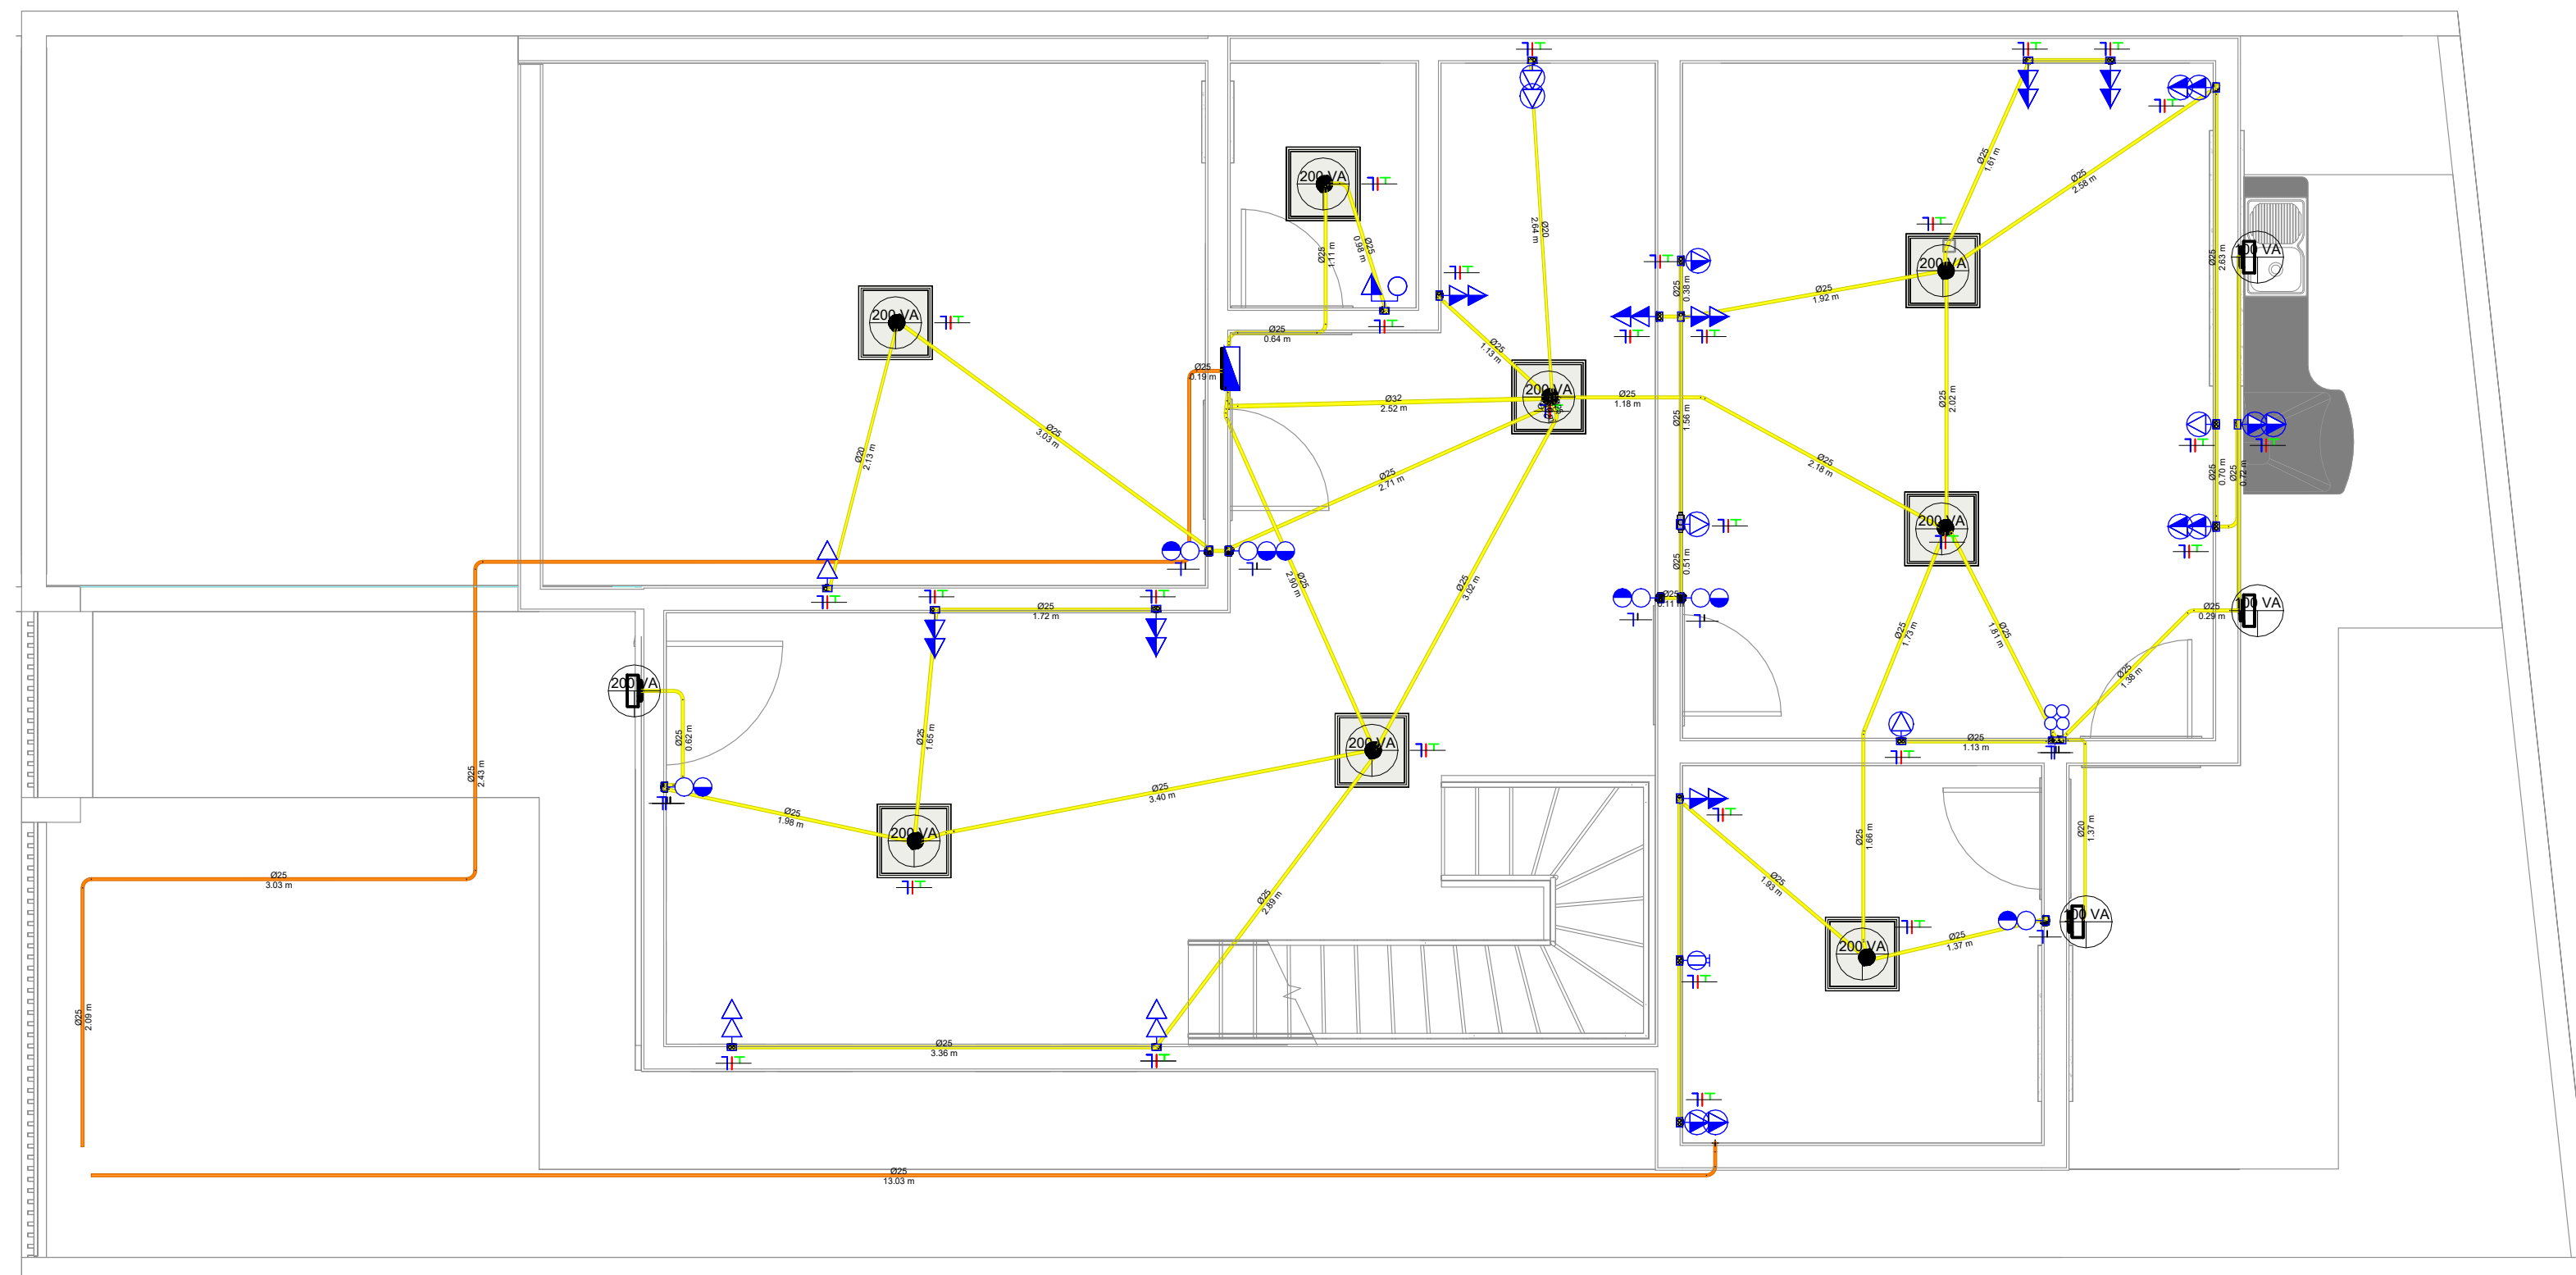 200 VA
Ø25
1.61 m
Ø25
2.58 m
Ø20
2.64 m
Ø25
1.11 m
Ø25
0.98 m
Ø25
2.63 m
100 VA
200 VA
Ø25
0.38 m
Ø25
1.92 m
200 VA
Ø25
0.64 m
Ø25
1.13 m
Ø25
0.19 m
200 VA
Ø32
2.52 m
Ø25
1.18 m
Ø25
2.02 m
Ø25
1.56 m
Ø25
3.03 m
Ø20
2.13 m
Ø25
2.71 m
Ø25
2.18 m
Ø25
0.70 m
Ø25
0.72 m
200 VA
Ø25
0.51 m
Ø25
2.90 m
Ø25
3.02 m
Ø25
0.11 m
Ø25
1.72 m
Ø25
1.73 m
Ø25
1.81 m
Ø25
0.29 m
100 VA
Ø25
1.38 m
200 VA
Ø25
0.62 m
Ø25
1.65 m
200 VA
Ø25
1.13 m
Ø25
2.43 m
Ø25
3.40 m
Ø25
1.98 m
200 VA
Ø25
1.66 m
Ø20
1.37 m
Ø25
3.03 m
Ø25
2.89 m
Ø25
1.93 m
100 VA
200 VA
Ø25
1.37 m
Ø25
2.09 m
Ø25
3.36 m
Ø25
13.03 m